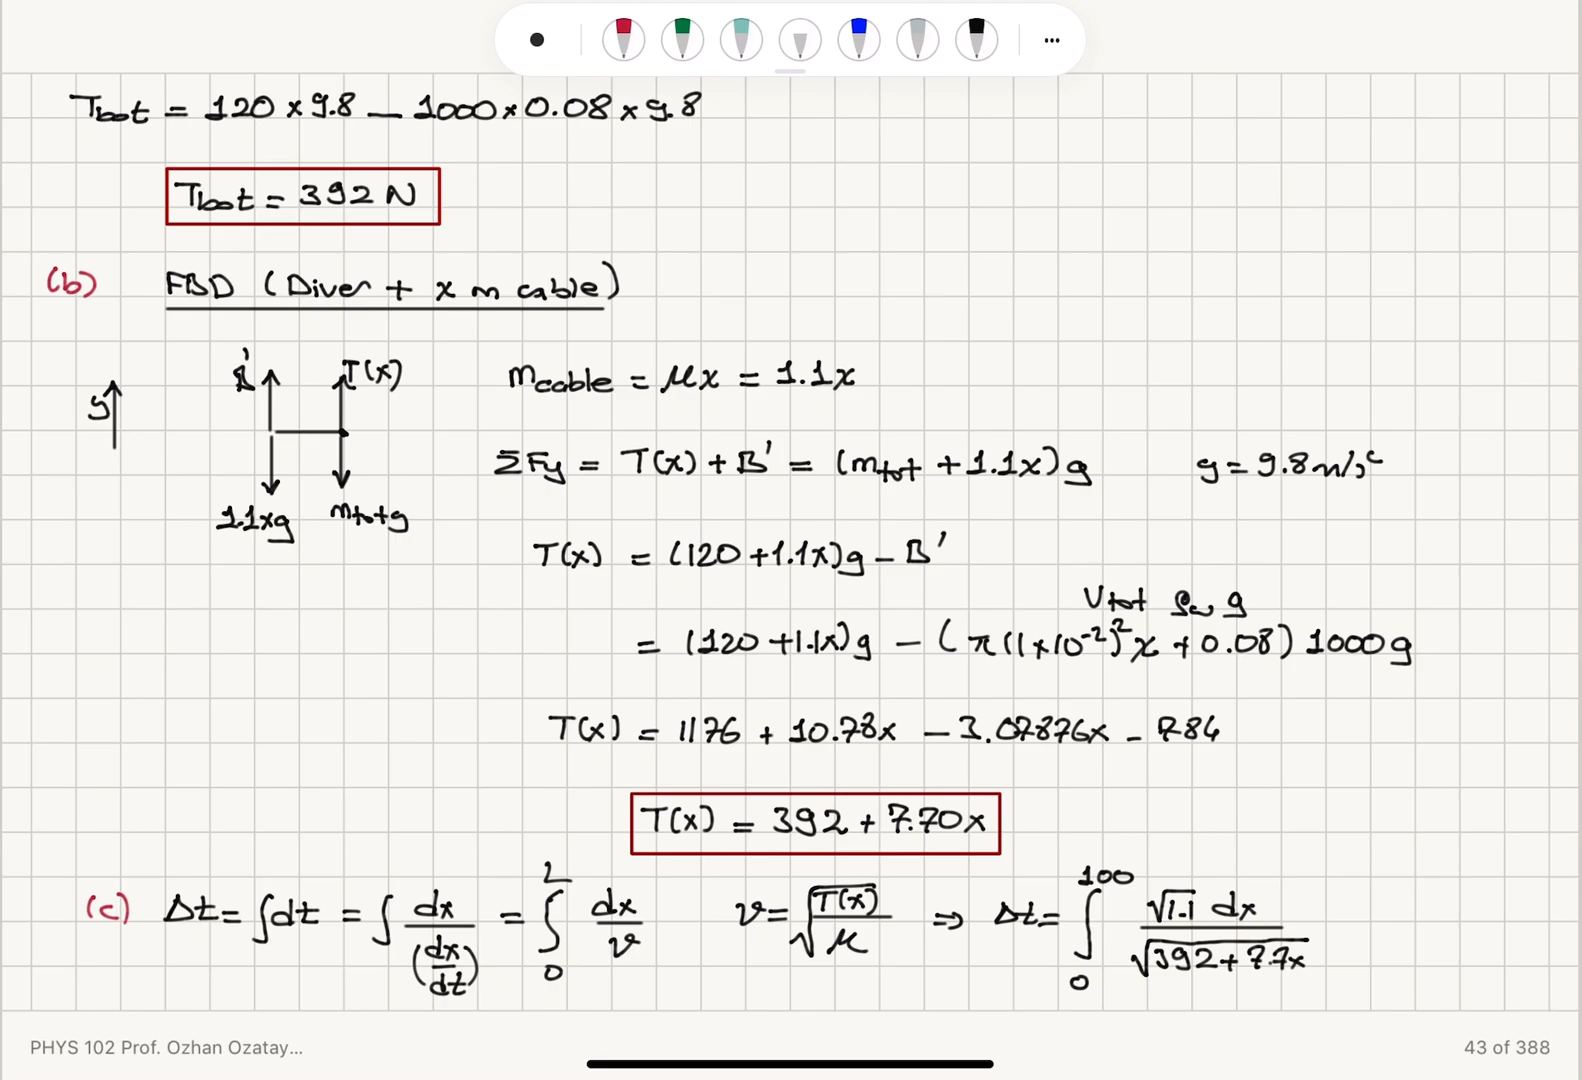 Tbot = 120 × 9.8 – 1000 × 0.08 × 9.8
Tbot = 392 N
(b) FBD (Diver + x m cable)
y B' T(x) mcable = μx = 1.1x
1.1xg mtotg
ΣFy = T(x) + B' = (mtot + 1.1x)g g = 9.8 m/s²
T(x) = (120 + 1.1x)g – B'
Vtot ρw g
= (120 + 1.1x)g – (π(1×10⁻²)²x + 0.08) 1000g
T(x) = 1176 + 10.78x – 3.07876x – 784
T(x) = 392 + 7.70x
(c) Δt = ∫dt = ∫ dx/(dx/dt) = ∫₀ᴸ dx/v v = √(T(x)/μ) ⇒ Δt = ∫₀¹⁰⁰ √1.1 dx/√(392 + 7.7x)
PHYS 102 Prof. Ozhan Ozatay... 43 of 388